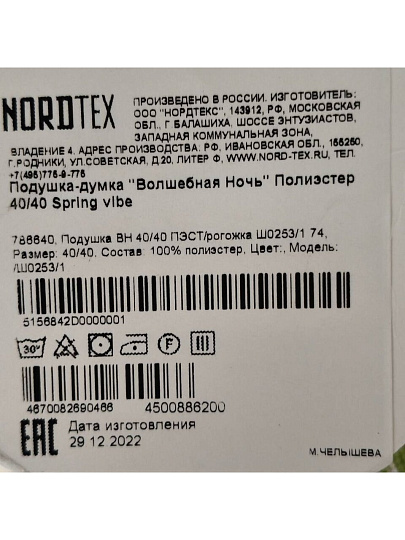 NORDTEX
ПРОИЗВЕДЕНО В РОССИИ. ИЗГОТОВИТЕЛЬ:
ООО "НОРДТЕКС", 143912, РФ, МОСКОВСКАЯ
ОБЛ., Г БАЛАШИХА, ШОССЕ ЭНТУЗИАСТОВ,
ЗАПАДНАЯ КОММУНАЛЬНАЯ ЗОНА,
ВЛАДЕНИЕ 4. АДРЕС ПРОИЗВОДСТВА: РФ, ИВАНОВСКАЯ ОБЛ., 155250,
г.РОДНИКИ, УЛ.СОВЕТСКАЯ, Д.20, ЛИТЕР Ф, WWW.NORD-TEX.RU, ТЕЛ.
+7(495)775-9-775
Подушка-думка "Волшебная Ночь" Полиэстер
40/40 Spring vibe
786640, Подушка ВН 40/40 ПЭСТ/рогожка Ш0253/1 74,
Размер: 40/40. Состав: 100% полиэстер. Цвет:, Модель:
/Ш0253/1
5156842D0000001
30° F
4670082690466 4500886200
EAC Дата изготовления
29 12 2022
М.ЧЕЛЫШЕВА